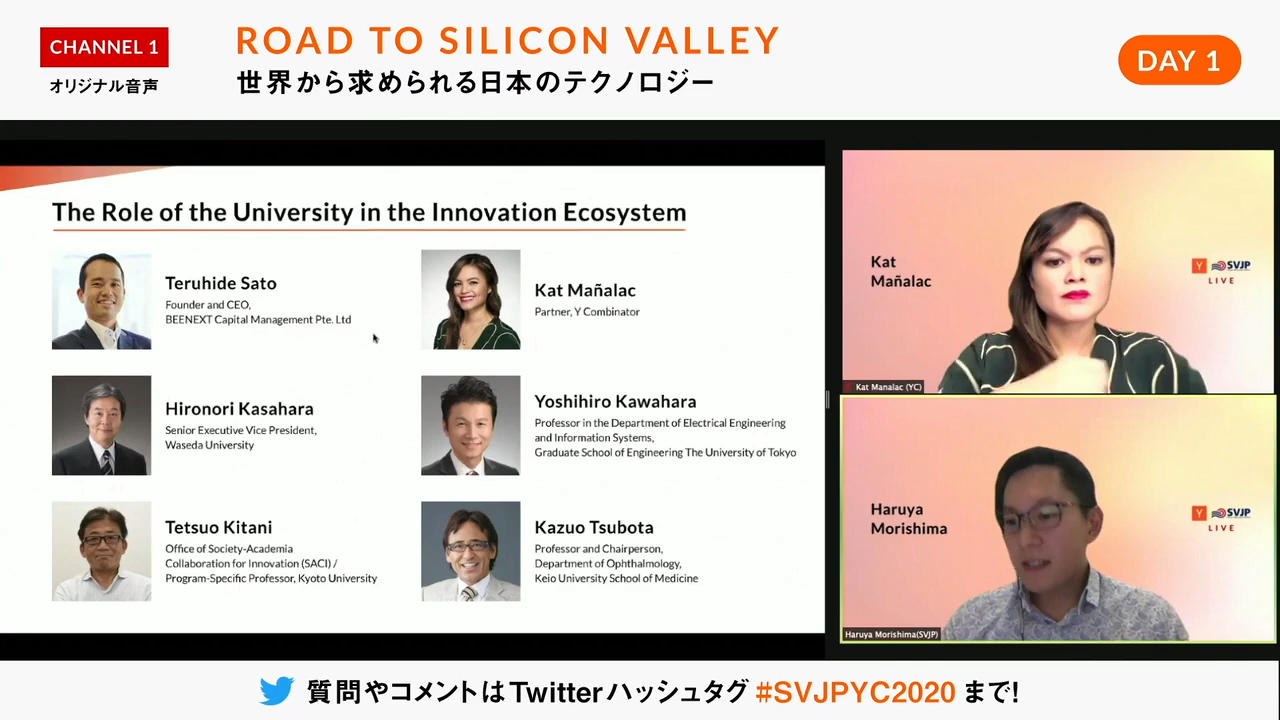 CHANNEL 1
オリジナル音声
ROAD TO SILICON VALLEY
世界から求められる日本のテクノロジー
DAY 1
The Role of the University in the Innovation Ecosystem
Teruhide Sato
Founder and CEO,
BEENEXT Capital Management Pte. Ltd
Kat Mañalac
Partner, Y Combinator
Hironori Kasahara
Senior Executive Vice President,
Waseda University
Yoshihiro Kawahara
Professor in the Department of Electrical Engineering
and Information Systems,
Graduate School of Engineering The University of Tokyo
Tetsuo Kitani
Office of Society-Academia
Collaboration for Innovation (SACI) /
Program-Specific Professor, Kyoto University
Kazuo Tsubota
Professor and Chairperson,
Department of Ophthalmology,
Keio University School of Medicine
Kat
Mañalac
Y SVJP
LIVE
Kat Manalac (YC)
Haruya
Morishima
Y SVJP
LIVE
Haruya Morishima(SVJP)
質問やコメントはTwitterハッシュタグ #SVJPYC2020 まで!